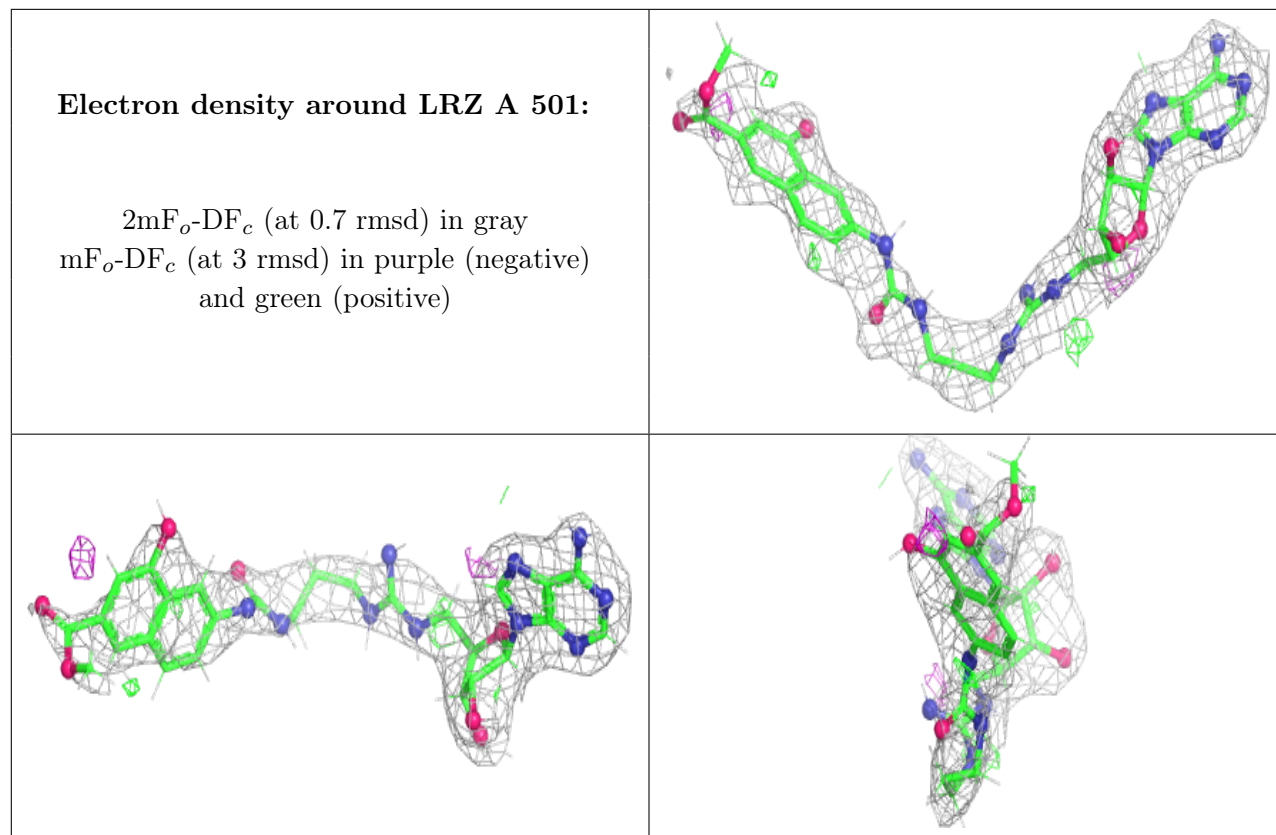 Electron density around LRZ A 501:
2mFₒ-DF𝒸 (at 0.7 rmsd) in gray
mFₒ-DF𝒸 (at 3 rmsd) in purple (negative)
and green (positive)